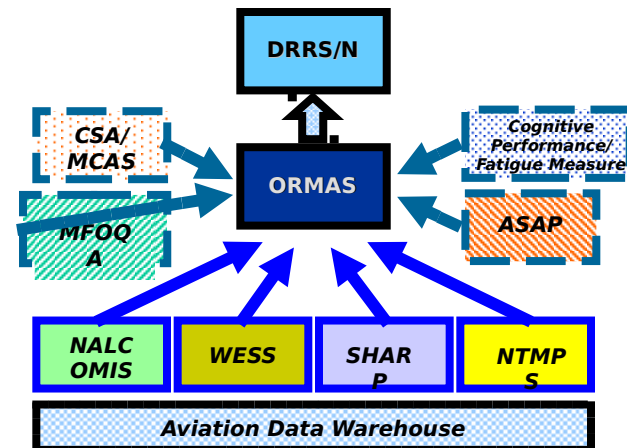 DRRS/N
CSA/
MCAS
Cognitive
Performance/
Fatigue Measure
ORMAS
MFOQ
A
ASAP
NALC
OMIS
WESS
SHAR
P
NTMP
S
Aviation Data Warehouse